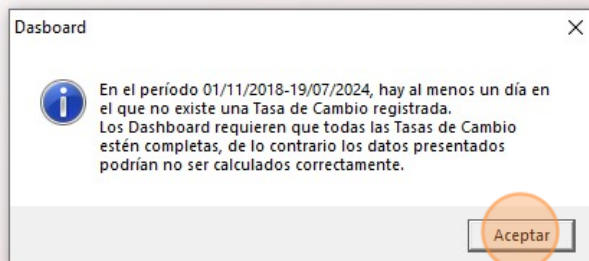 Dasboard
En el período 01/11/2018-19/07/2024, hay al menos un día en
el que no existe una Tasa de Cambio registrada.
Los Dashboard requieren que todas las Tasas de Cambio
estén completas, de lo contrario los datos presentados
podrían no ser calculados correctamente.
Aceptar